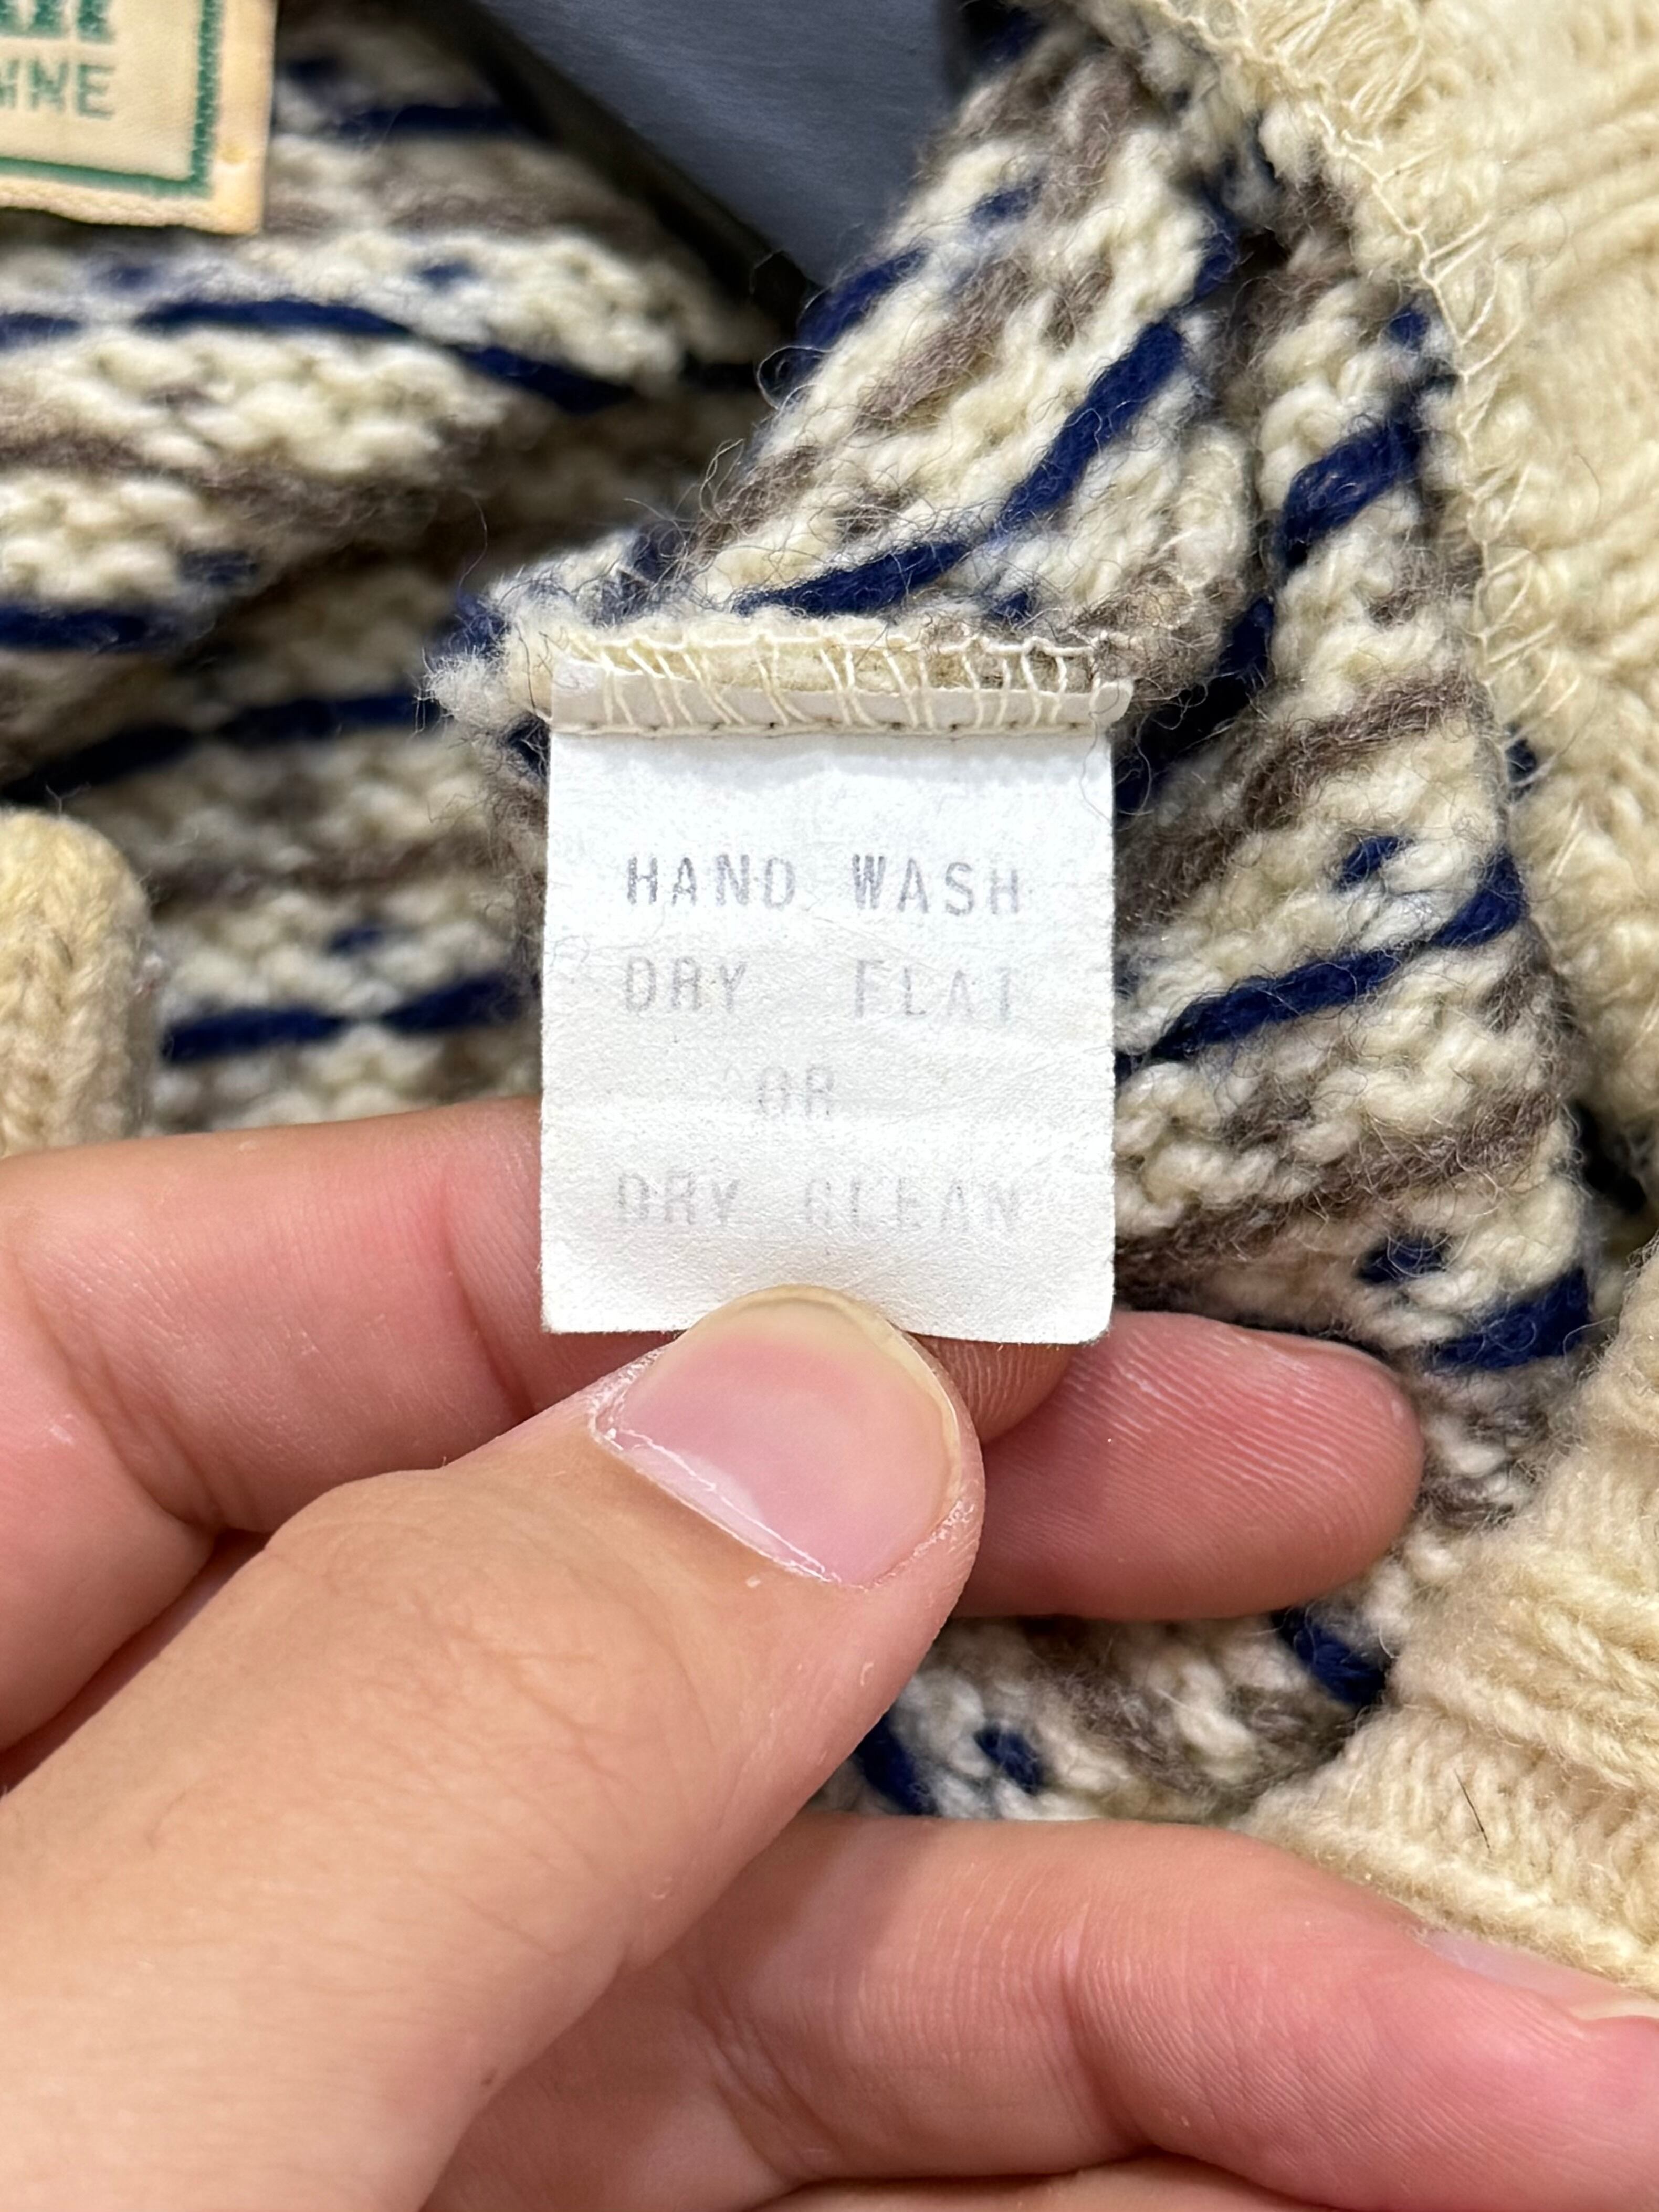 HAND WASH
DRY FLAT
OR
DRY CLEAN